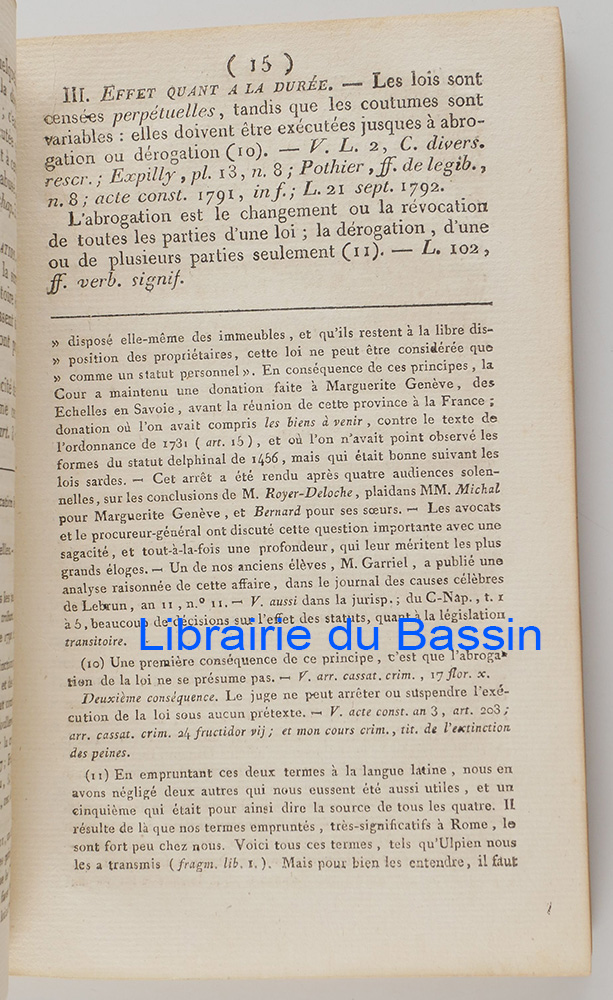 ( 15 )
III. EFFET QUANT A LA DURÉE. — Les lois sont
censées perpétuelles, tandis que les coutumes sont
variables : elles doivent être exécutées jusques à abro-
gation ou dérogation (10). — V. L. 2, C. divers.
rescr. ; Expilly, pl. 13, n. 8 ; Pothier, ff. de legib.,
n. 8 ; acte const. 1791, inf. ; L. 21 sept. 1792.
L'abrogation est le changement ou la révocation
de toutes les parties d'une loi ; la dérogation, d'une
ou de plusieurs parties seulement (11). — L. 102,
ff. verb. signif.
» disposé elle-même des immeubles, et qu'ils restent à la libre dis-
» position des propriétaires, cette loi ne peut être considérée que
» comme un statut personnel ». En conséquence de ces principes, la
Cour a maintenu une donation faite à Marguerite Genève, des
Echelles en Savoie, avant la réunion de cette province à la France ;
donation où l'on avait compris les biens à venir, contre le texte de
l'ordonnance de 1731 ( art. 15 ), et où l'on n'avait point observé les
formes du statut delphinal de 1456, mais qui était bonne suivant les
lois sardes. — Cet arrêt a été rendu après quatre audiences solen-
nelles, sur les conclusions de M. Royer-Deloche, plaidans MM. Michal
pour Marguerite Genève, et Bernard pour ses sœurs. — Les avocats
et le procureur-général ont discuté cette question importante avec une
sagacité, et tout-à-la-fois une profondeur, qui leur méritent les plus
grands éloges. — Un de nos anciens élèves, M. Garriel, a publié une
analyse raisonnée de cette affaire, dans le journal des causes célèbres
de Lebrun, an 11, n.º 11. — V. aussi dans la jurisp. ; du C-Nap., t. 1
à 5, beaucoup de décisions sur l'effet des statuts, quant à la législation
transitoire.
Librairie du Bassin
(10) Une première conséquence de ce principe, c'est que l'abroga-
tion de la loi ne se présume pas. — V. arr. cassat. crim., 17 flor. x.
Deuxième conséquence. Le juge ne peut arrêter ou suspendre l'exé-
cution de la loi sous aucun prétexte. — V. acte const. an 3, art. 203 ;
arr. cassat. crim. 24 fructidor vij ; et mon cours crim., tit. de l'extinction
des peines.
(11) En empruntant ces deux termes à la langue latine, nous en
avons négligé deux autres qui nous eussent été aussi utiles, et un
cinquième qui était pour ainsi dire la source de tous les quatre. Il
résulte de là que nos termes empruntés, très-significatifs à Rome, le
sont fort peu chez nous. Voici tous ces termes, tels qu'Ulpien nous
les a transmis ( fragm. lib. 1. ). Mais pour bien les entendre, il faut